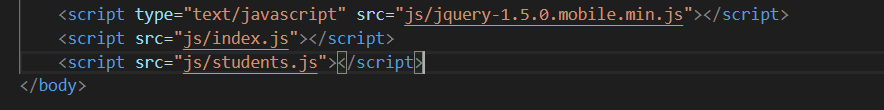 <script type="text/javascript" src="js/jquery-1.5.0.mobile.min.js"></script>
<script src="js/index.js"></script>
<script src="js/students.js"></script>
</body>